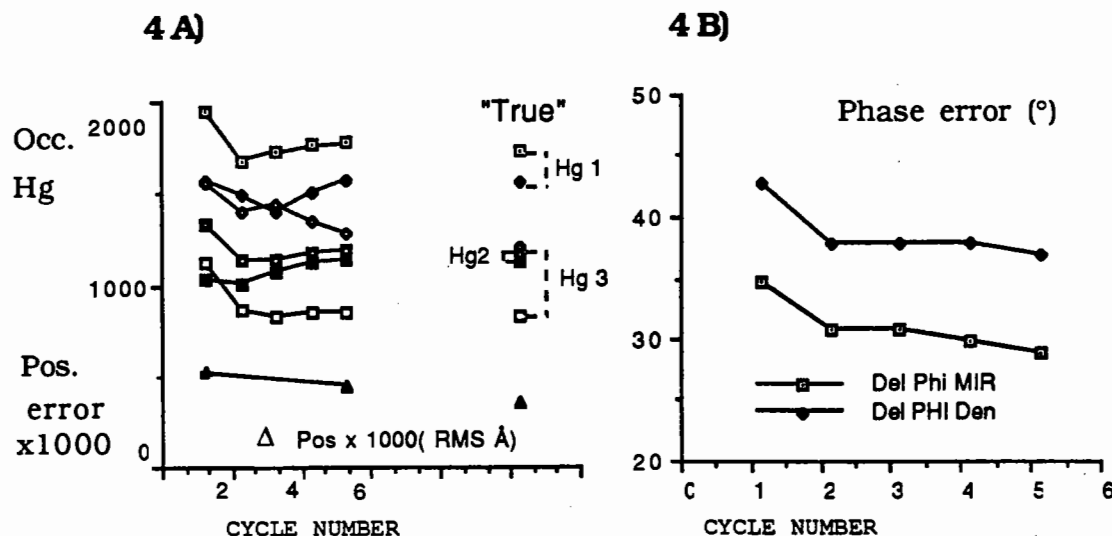 4 A)
Occ.
Hg
2000
1000
Pos.
error
x1000
0
"True"
Hg 1
Hg2
Hg 3
Δ Pos x 1000( RMS Å)
2 4 6
CYCLE NUMBER
4 B)
Phase error (°)
50
40
30
20
Del Phi MIR
Del PHI Den
C 1 2 3 4 5 6
CYCLE NUMBER